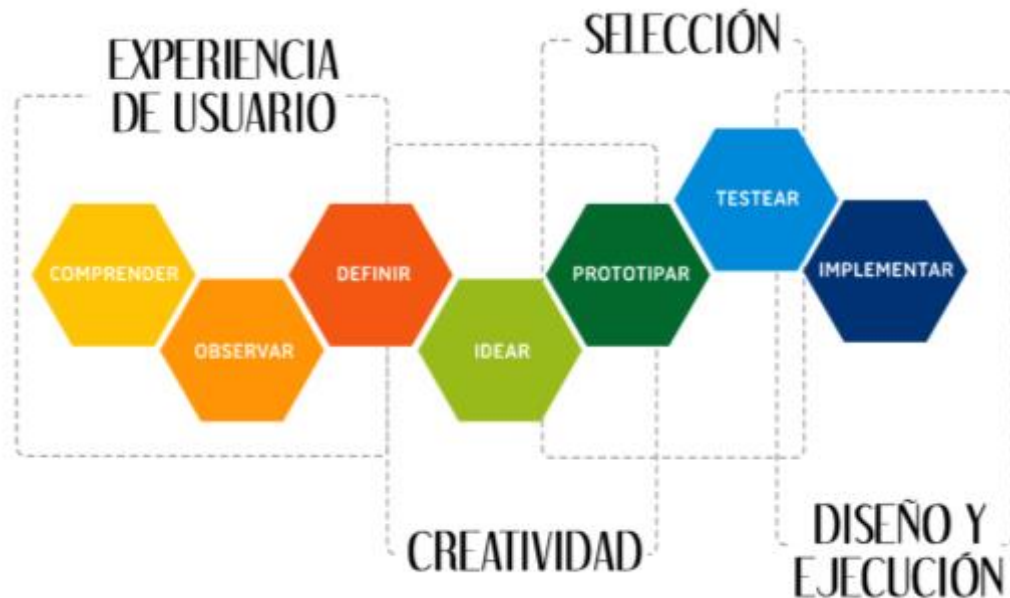 EXPERIENCIA
DE USUARIO
SELECCIÓN
COMPRENDER
OBSERVAR
DEFINIR
IDEAR
PROTOTIPAR
TESTEAR
IMPLEMENTAR
CREATIVIDAD
DISEÑO Y
EJECUCIÓN